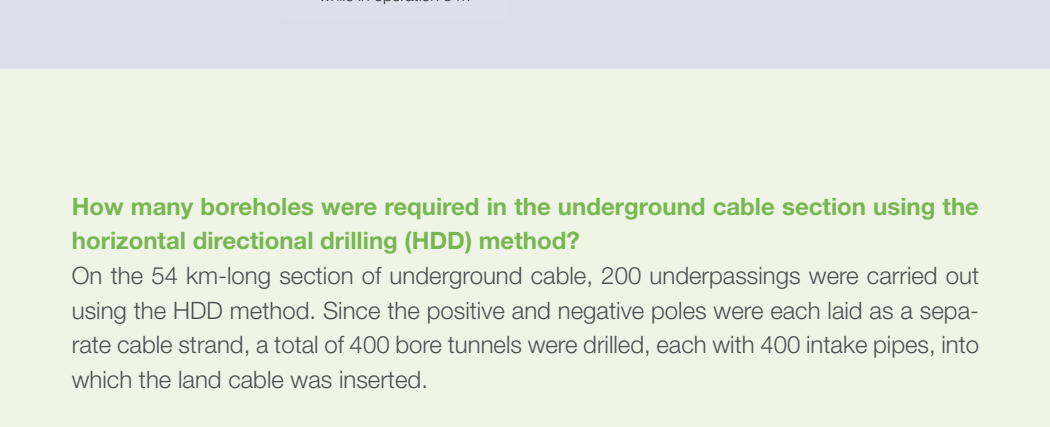 How many boreholes were required in the underground cable section using the
horizontal directional drilling (HDD) method?
On the 54 km-long section of underground cable, 200 underpassings were carried out
using the HDD method. Since the positive and negative poles were each laid as a sepa-
rate cable strand, a total of 400 bore tunnels were drilled, each with 400 intake pipes, into
which the land cable was inserted.